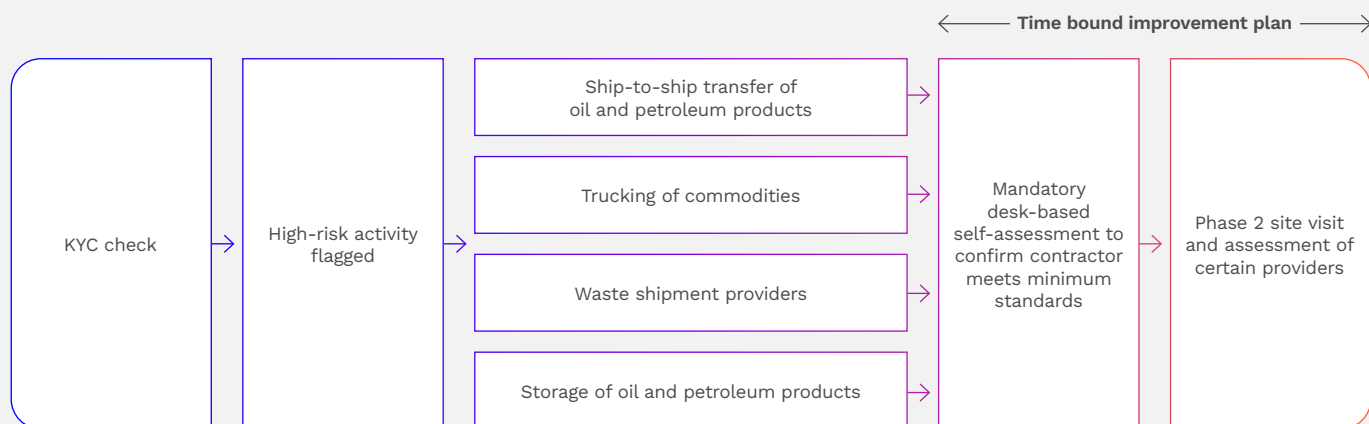 Time bound improvement plan
KYC check
High-risk activity
flagged
Ship-to-ship transfer of
oil and petroleum products
Trucking of commodities
Waste shipment providers
Storage of oil and petroleum products
Mandatory
desk-based
self-assessment to
confirm contractor
meets minimum
standards
Phase 2 site visit
and assessment of
certain providers